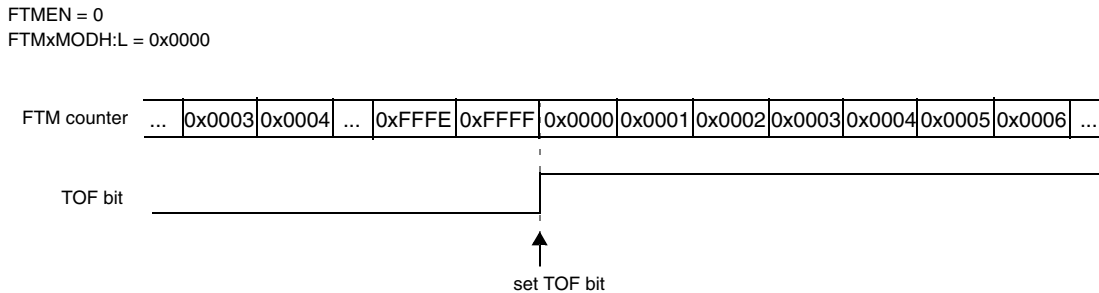 FTMEN = 0
FTMxMODH:L = 0x0000
FTM counter ... 0x0003 0x0004 ... 0xFFFE 0xFFFF 0x0000 0x0001 0x0002 0x0003 0x0004 0x0005 0x0006 ...
TOF bit
set TOF bit